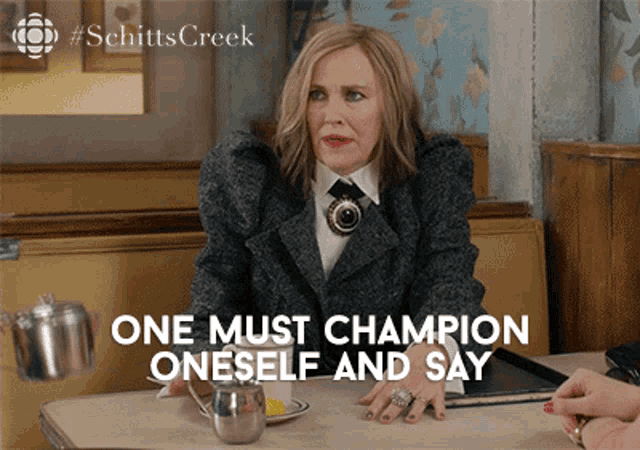 #SchittsCreek
ONE MUST CHAMPION
ONESELF AND SAY